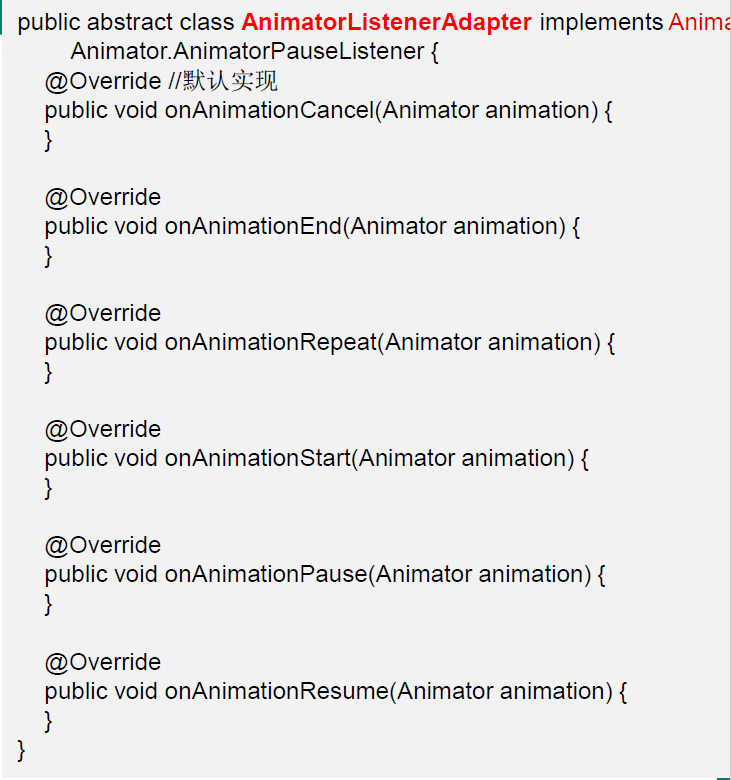 public abstract class AnimatorListenerAdapter implements Anima
Animator.AnimatorPauseListener {
@Override //默认实现
public void onAnimationCancel(Animator animation) {
}
@Override
public void onAnimationEnd(Animator animation) {
}
@Override
public void onAnimationRepeat(Animator animation) {
}
@Override
public void onAnimationStart(Animator animation) {
}
@Override
public void onAnimationPause(Animator animation) {
}
@Override
public void onAnimationResume(Animator animation) {
}
}